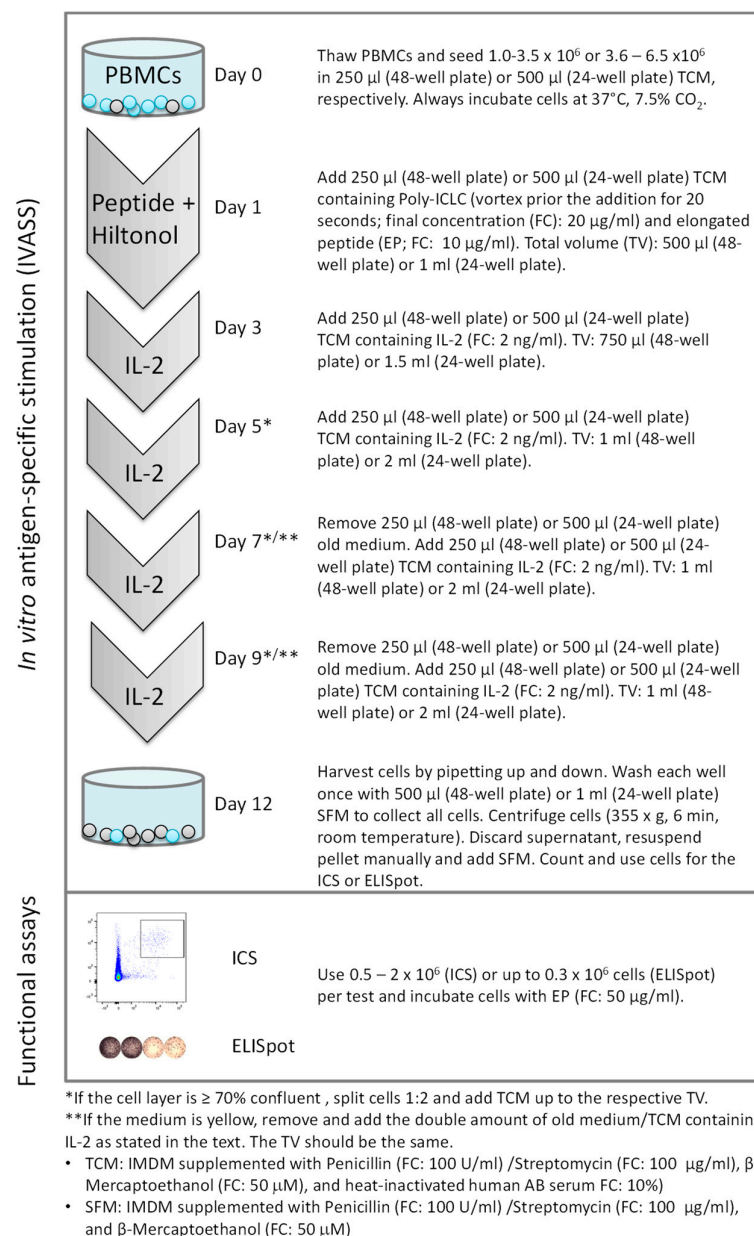 In vitro antigen-specific stimulation (IVASS)
PBMCs
Day 0
Thaw PBMCs and seed 1.0-3.5 x 10⁶ or 3.6 – 6.5 x10⁶
in 250 µl (48-well plate) or 500 µl (24-well plate) TCM,
respectively. Always incubate cells at 37°C, 7.5% CO₂.
Peptide +
Hiltonol
Day 1
Add 250 µl (48-well plate) or 500 µl (24-well plate) TCM
containing Poly-ICLC (vortex prior the addition for 20
seconds; final concentration (FC): 20 µg/ml) and elongated
peptide (EP; FC:  10 µg/ml). Total volume (TV): 500 µl (48-
well plate) or 1 ml (24-well plate).
IL-2
Day 3
Add 250 µl (48-well plate) or 500 µl (24-well plate)
TCM containing IL-2 (FC: 2 ng/ml). TV: 750 µl (48-well
plate) or 1.5 ml (24-well plate).
IL-2
Day 5*
Add 250 µl (48-well plate) or 500 µl (24-well plate)
TCM containing IL-2 (FC: 2 ng/ml). TV: 1 ml (48-well
plate) or 2 ml (24-well plate).
IL-2
Day 7*/**
Remove 250 µl (48-well plate) or 500 µl (24-well plate)
old medium. Add 250 µl (48-well plate) or 500 µl (24-
well plate) TCM containing IL-2 (FC: 2 ng/ml). TV: 1 ml
(48-well plate) or 2 ml (24-well plate).
IL-2
Day 9*/**
Remove 250 µl (48-well plate) or 500 µl (24-well plate)
old medium. Add 250 µl (48-well plate) or 500 µl (24-well
plate) TCM containing IL-2 (FC: 2 ng/ml). TV: 1 ml (48-
well plate) or 2 ml (24-well plate).
Day 12
Harvest cells by pipetting up and down. Wash each well
once with 500 µl (48-well plate) or 1 ml (24-well plate)
SFM to collect all cells. Centrifuge cells (355 x g, 6 min,
room temperature). Discard supernatant, resuspend
pellet manually and add SFM. Count and use cells for the
ICS or ELISpot.
Functional assays
ICS
Use 0.5 – 2 x 10⁶ (ICS) or up to 0.3 x 10⁶ cells (ELISpot)
per test and incubate cells with EP (FC: 50 µg/ml).
ELISpot
*If the cell layer is ≥ 70% confluent , split cells 1:2 and add TCM up to the respective TV.
**If the medium is yellow, remove and add the double amount of old medium/TCM containin
IL-2 as stated in the text. The TV should be the same.
• TCM: IMDM supplemented with Penicillin (FC: 100 U/ml) /Streptomycin (FC: 100  µg/ml), β
Mercaptoethanol (FC: 50 µM), and heat-inactivated human AB serum FC: 10%)
• SFM: IMDM supplemented with Penicillin (FC: 100 U/ml) /Streptomycin (FC: 100  µg/ml),
and β-Mercaptoethanol (FC: 50 µM)